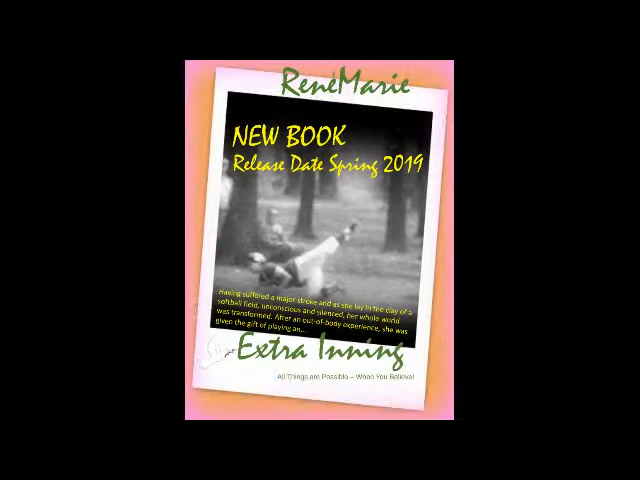 RenéMarie
NEW BOOK
Release Date Spring 2019
Having suffered a major stroke and as she lay in the clay of a
softball field, unconscious and silenced, her whole world
was transformed. After an out-of-body experience, she was
given the gift of playing an...
Extra Inning
All Things are Possible – When You Believe!